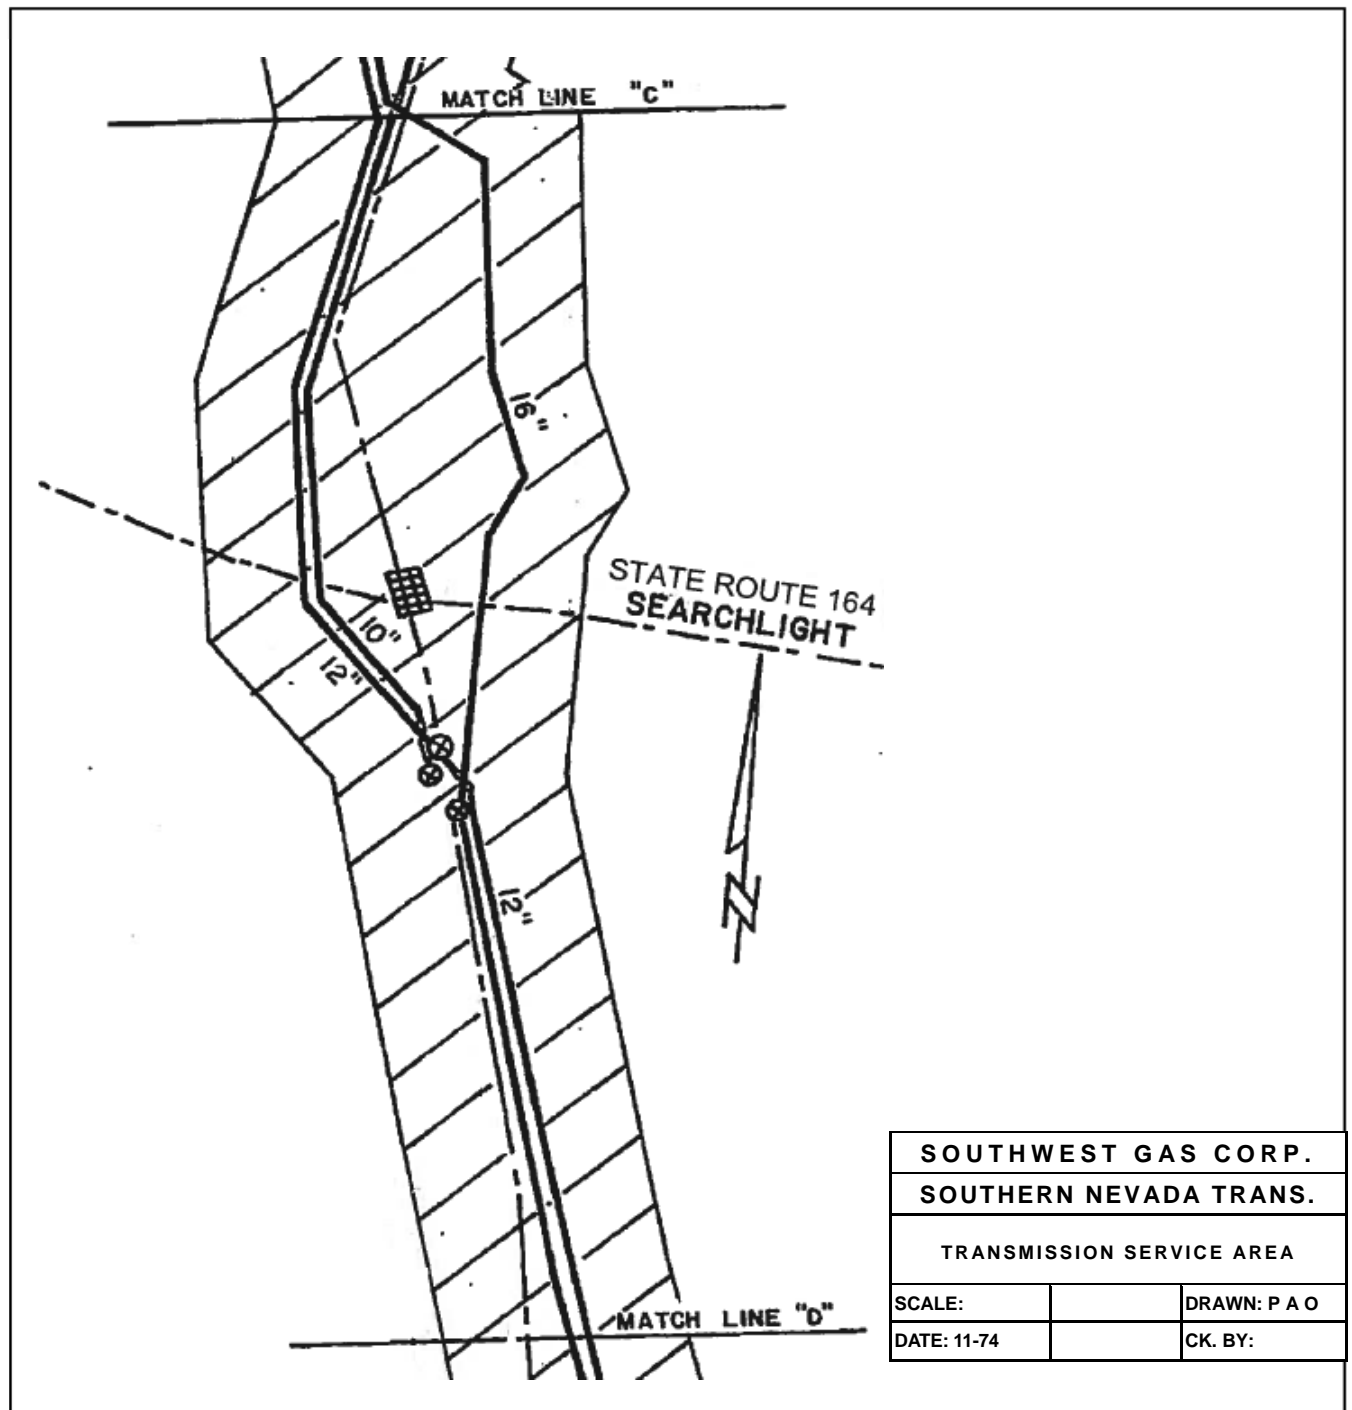 MATCH LINE "C"
16"
STATE ROUTE 164
SEARCHLIGHT
10"
12"
12"
N
MATCH LINE "D"
SOUTHWEST GAS CORP.
SOUTHERN NEVADA TRANS.
TRANSMISSION SERVICE AREA
SCALE:
DRAWN: P A O
DATE: 11-74
CK. BY: